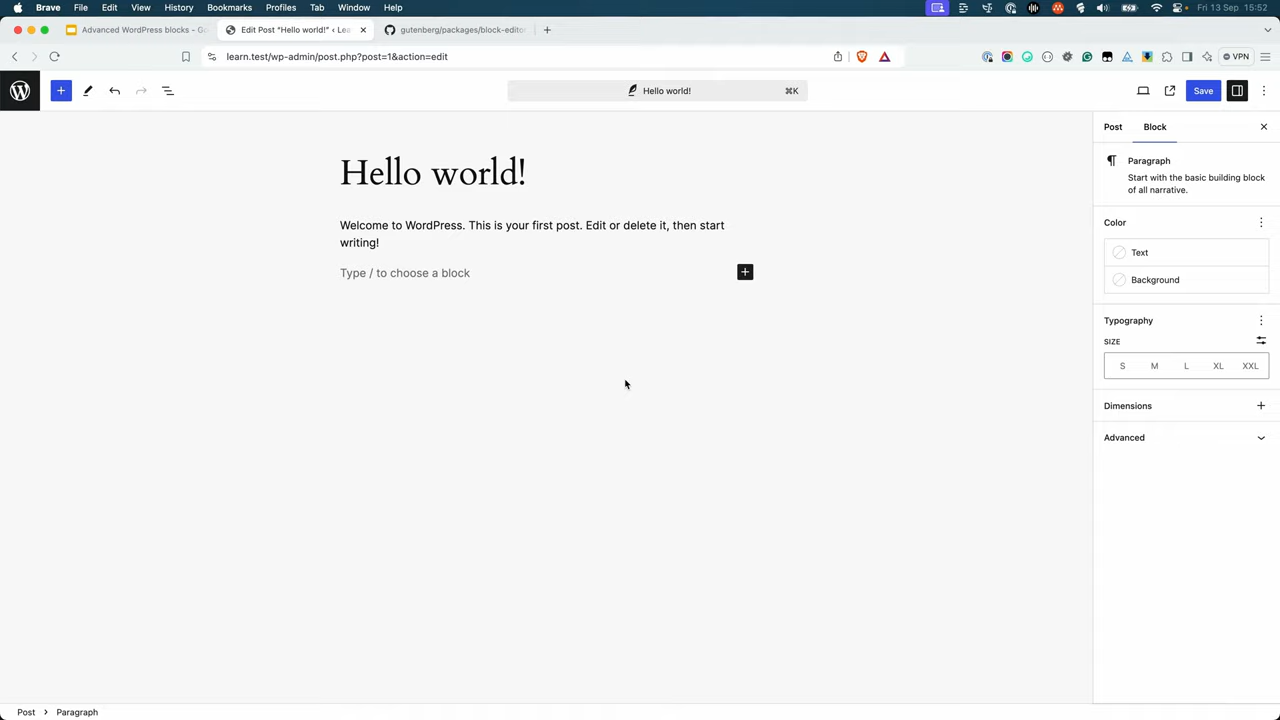 Brave File Edit View History Bookmarks Profiles Tab Window Help Fri 13 Sep. 15:52
Advanced WordPress blocks - Gu Edit Post “Hello world!” ‹ Lea gutenberg/packages/block-editor
learn.test/wp-admin/post.php?post=1&action=edit VPN
Hello world! ⌘K Save
Post Block
Paragraph
Start with the basic building block
of all narrative.
Color
Text
Background
Typography
SIZE
S M L XL XXL
Dimensions
Advanced
Hello world!
Welcome to WordPress. This is your first post. Edit or delete it, then start
writing!
Type / to choose a block
Post Paragraph